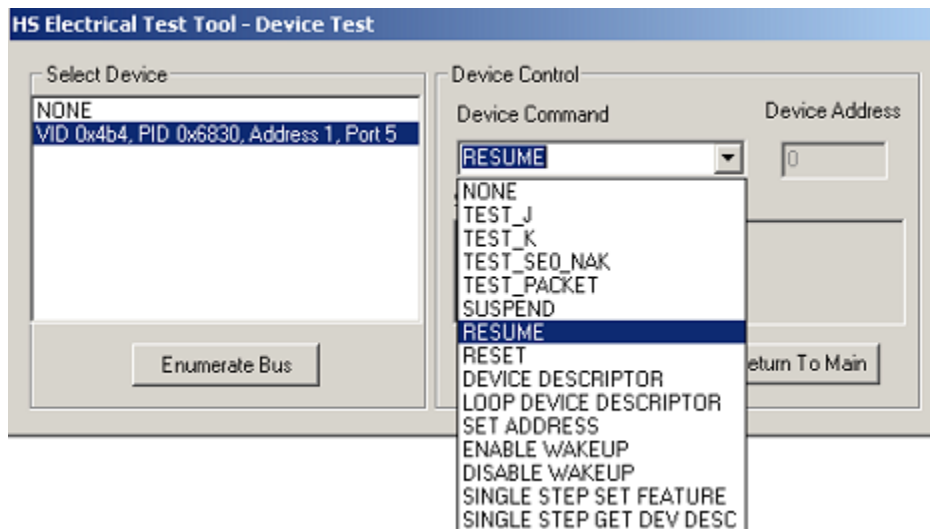 HS Electrical Test Tool - Device Test
Select Device
NONE
VID 0x4b4, PID 0x6830, Address 1, Port 5
Enumerate Bus
Device Control
Device Command
Device Address
RESUME
0
NONE
TEST_J
TEST_K
TEST_SE0_NAK
TEST_PACKET
SUSPEND
RESUME
RESET
DEVICE DESCRIPTOR
LOOP DEVICE DESCRIPTOR
SET ADDRESS
ENABLE WAKEUP
DISABLE WAKEUP
SINGLE STEP SET FEATURE
SINGLE STEP GET DEV DESC
eturn To Main